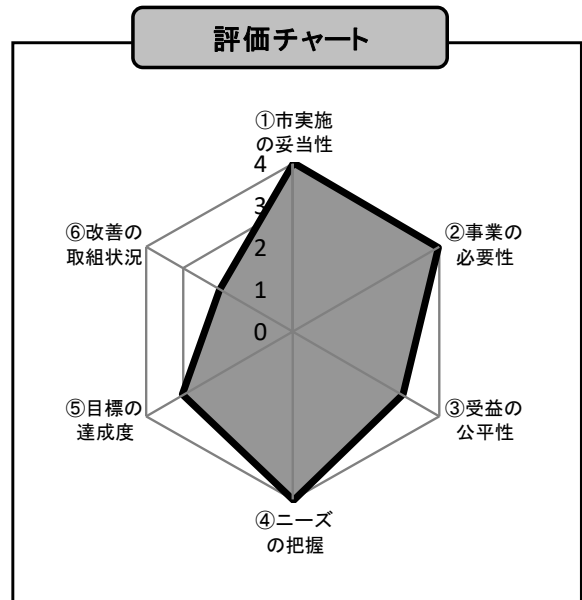 評価チャート
①市実施
の妥当性
4
3
2
1
0
②事業の
必要性
③受益の
公平性
④ニーズ
の把握
⑤目標の
達成度
⑥改善の
取組状況